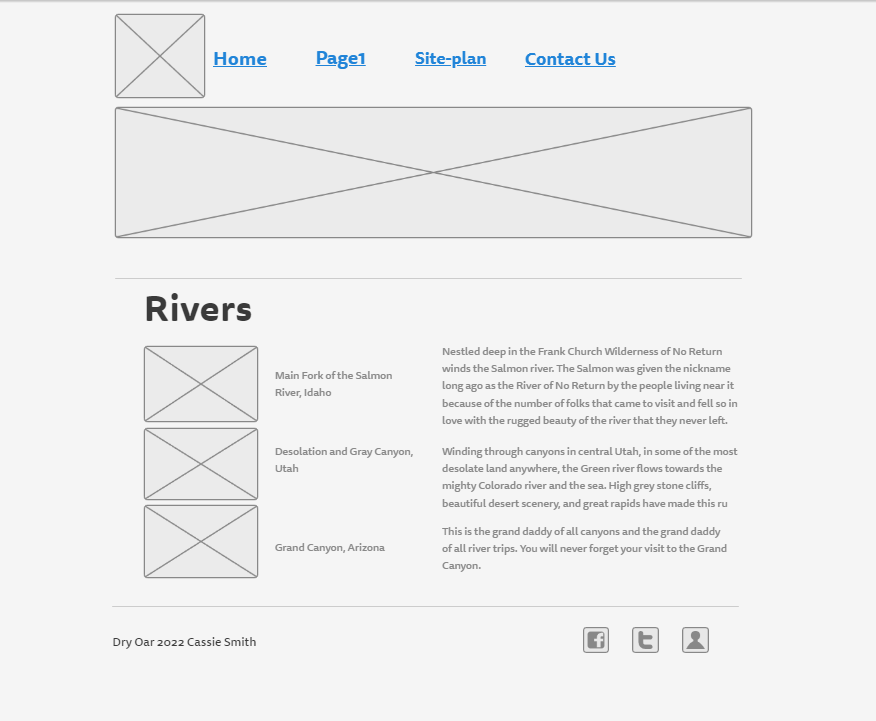 Home Page1 Site-plan Contact Us
Rivers
Main Fork of the Salmon
River, Idaho
Nestled deep in the Frank Church Wilderness of No Return
winds the Salmon river. The Salmon was given the nickname
long ago as the River of No Return by the people living near it
because of the number of folks that came to visit and fell so in
love with the rugged beauty of the river that they never left.
Desolation and Gray Canyon,
Utah
Winding through canyons in central Utah, in some of the most
desolate land anywhere, the Green river flows towards the
mighty Colorado river and the sea. High grey stone cliffs,
beautiful desert scenery, and great rapids have made this ru
Grand Canyon, Arizona
This is the grand daddy of all canyons and the grand daddy
of all river trips. You will never forget your visit to the Grand
Canyon.
Dry Oar 2022 Cassie Smith